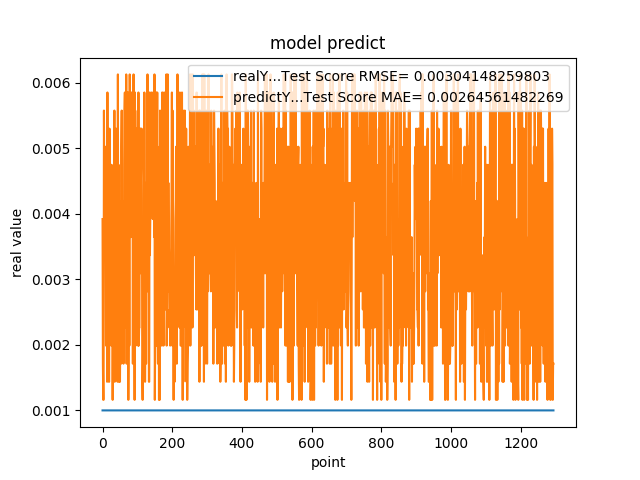 model predict
realY...Test Score RMSE= 0.00304148259803
predictY...Test Score MAE= 0.00264561482269
0.006
0.005
0.004
0.003
0.002
0.001
real value
0 200 400 600 800 1000 1200
point